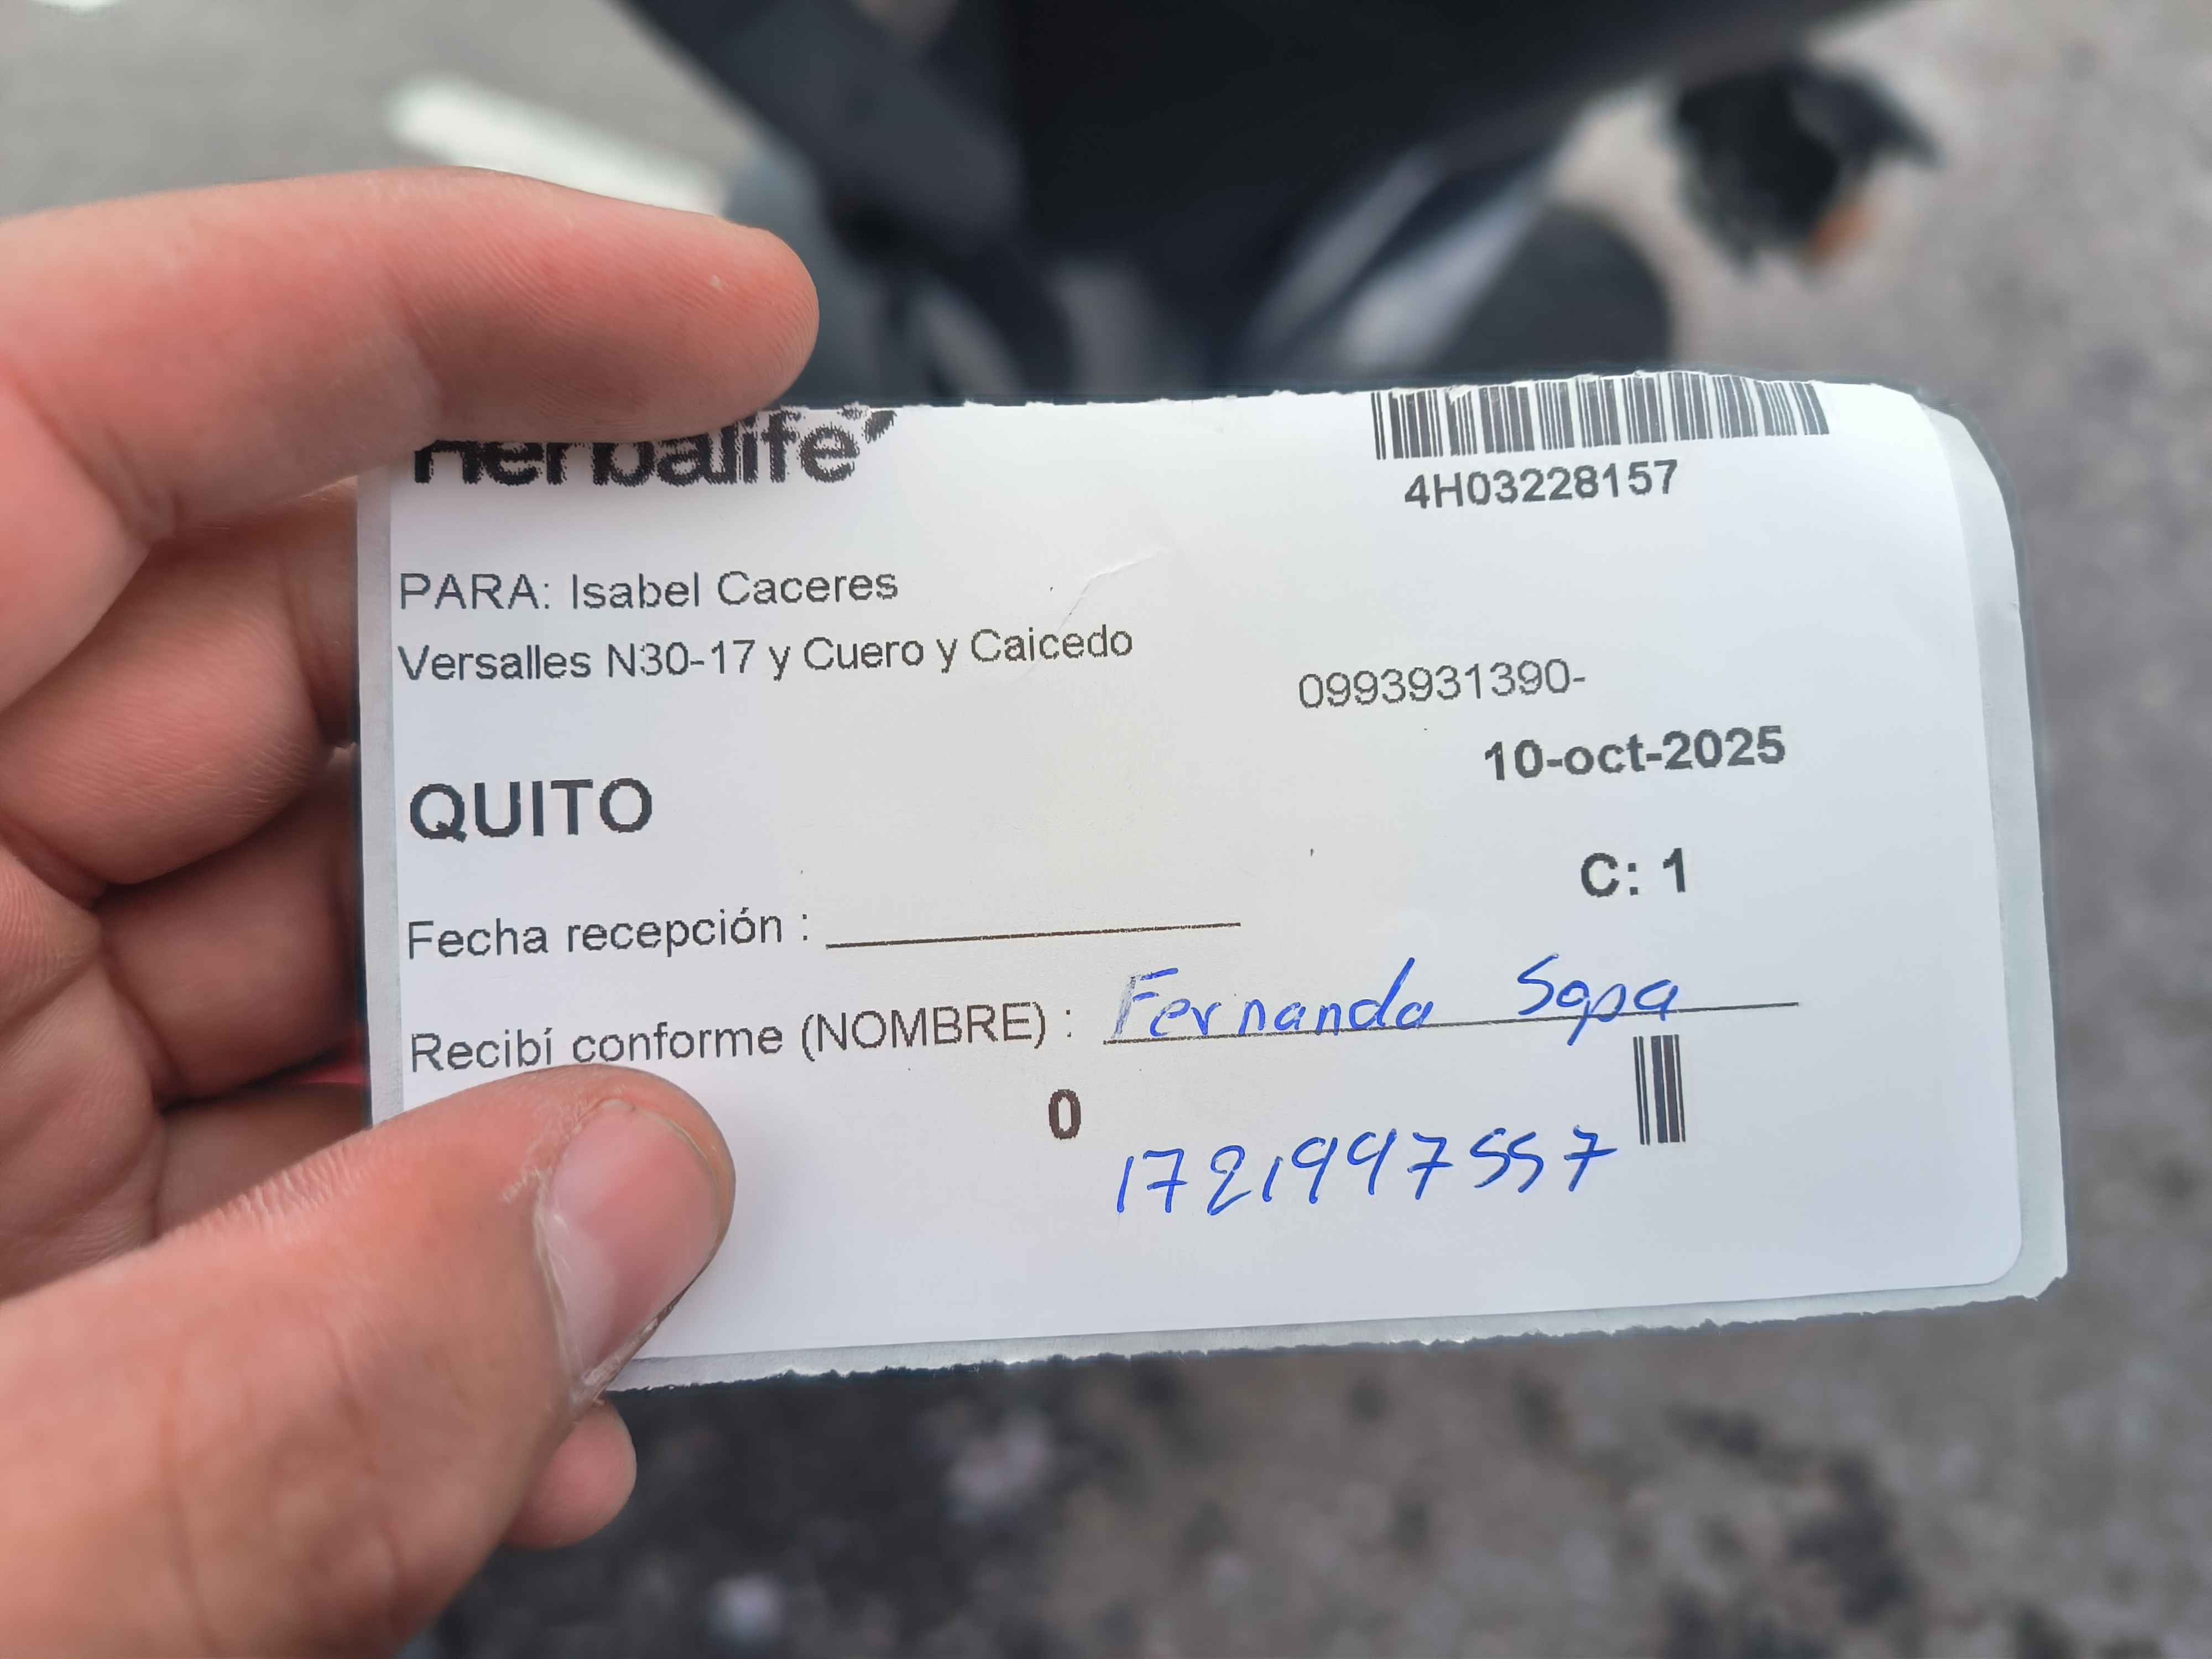 Herbalife
4H03228157
PARA: Isabel Caceres
Versalles N30-17 y Cuero y Caicedo
0993931390-
10-oct-2025
QUITO
C: 1
Fecha recepción :
Recibí conforme (NOMBRE) : Fernanda Sopa
0
1721997557